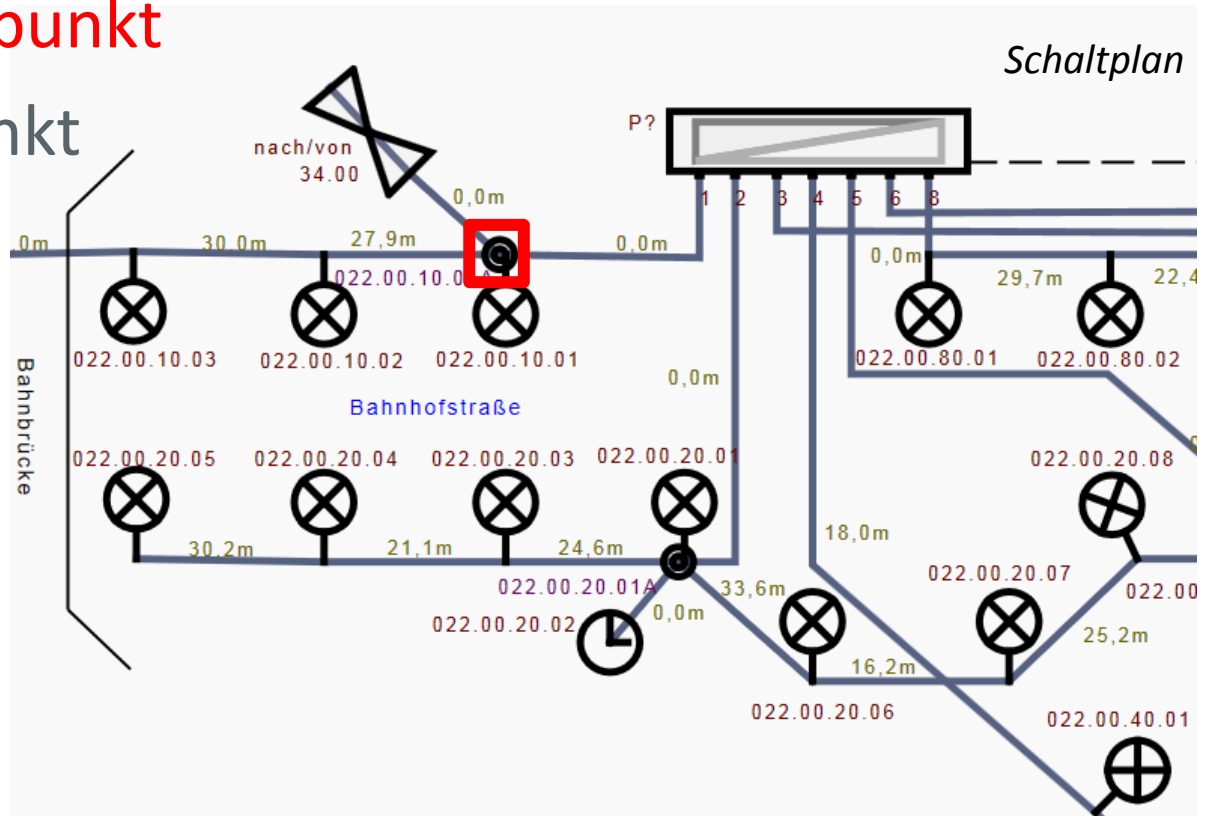 punkt
nkt
Schaltplan
P?
nach/von
34.00
0,0m
1 2 3 4 5 6 8
,0m 30,0m 27,9m 0,0m 0,0m
022.00.10.0 A
29,7m 22,4
022.00.10.03 022.00.10.02 022.00.10.01 022.00.80.01 022.00.80.02
Bahnbrücke
0,0m
Bahnhofstraße
022.00.20.05 022.00.20.04 022.00.20.03 022.00.20.01 022.00.20.08
18,0m
30,2m 21,1m 24,6m
022.00.20.01A 33,6m 022.00.20.07 022.00
022.00.20.02 0,0m
25,2m
16,2m
022.00.20.06 022.00.40.01